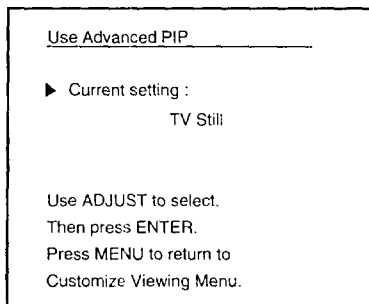 Use Advanced PIP
▶ Current setting :
TV Still
Use ADJUST to select.
Then press ENTER.
Press MENU to return to
Customize Viewing Menu.